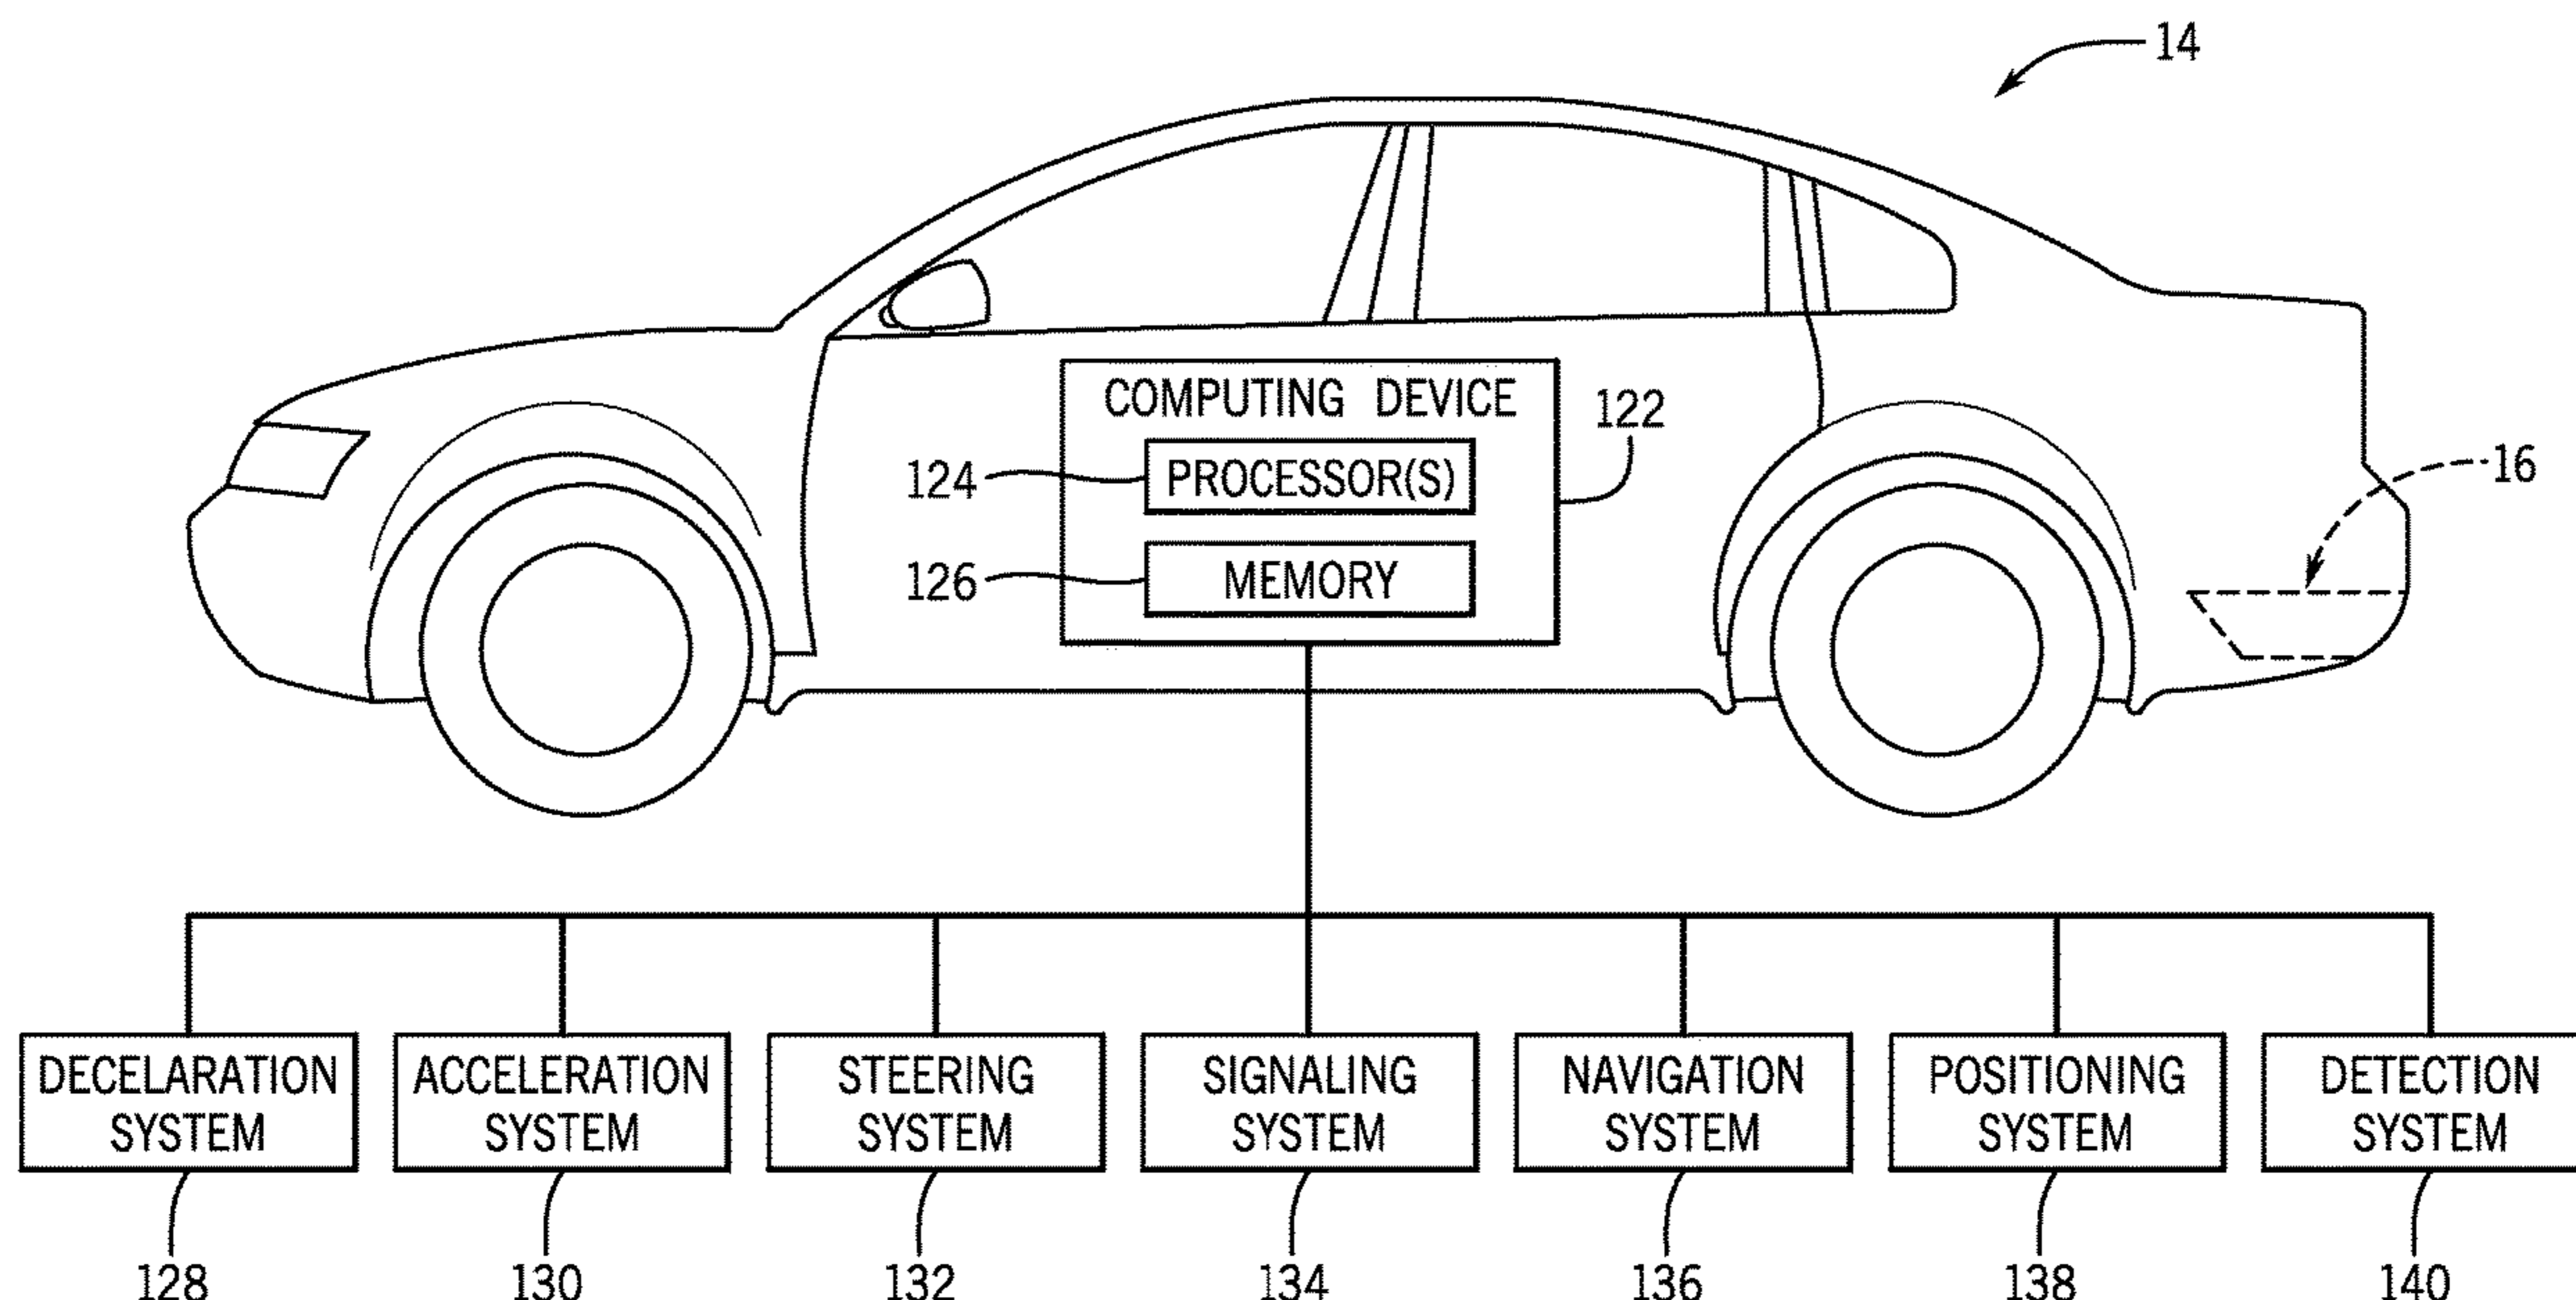 14
COMPUTING DEVICE
122
124
PROCESSOR(S)
16
126
MEMORY
DECELARATION
SYSTEM
ACCELERATION
SYSTEM
STEERING
SYSTEM
SIGNALING
SYSTEM
NAVIGATION
SYSTEM
POSITIONING
SYSTEM
DETECTION
SYSTEM
128
130
132
134
136
138
140